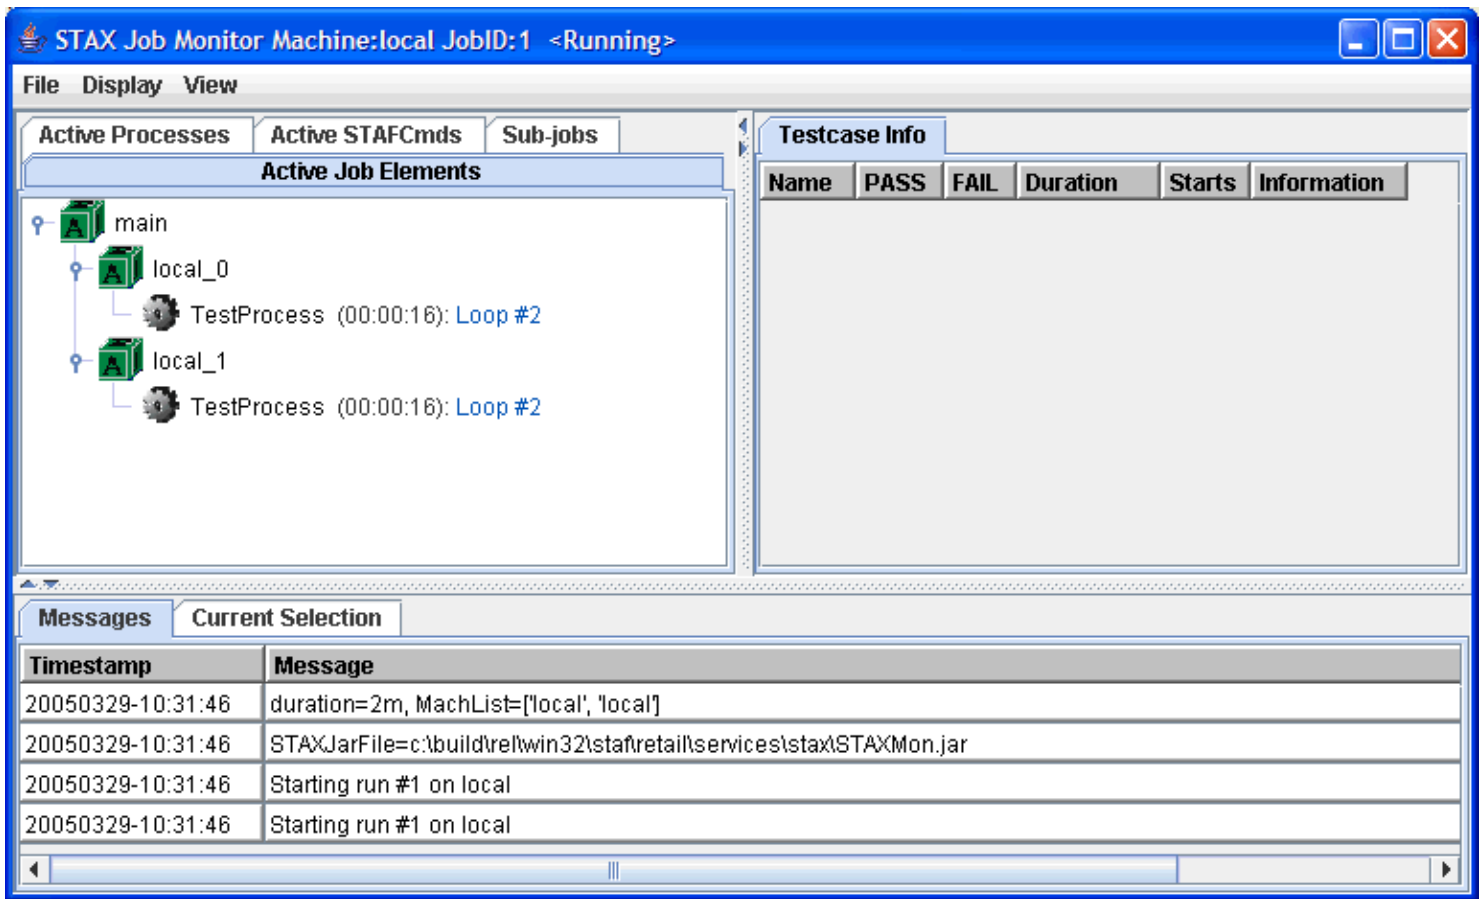 STAX Job Monitor Machine:local JobID:1 <Running>
File Display View
Active Processes Active STAFCmds Sub-jobs
Active Job Elements
main
local_0
TestProcess (00:00:16): Loop #2
local_1
TestProcess (00:00:16): Loop #2
Testcase Info
Name PASS FAIL Duration Starts Information
Messages Current Selection
Timestamp Message
20050329-10:31:46 duration=2m, MachList=['local', 'local']
20050329-10:31:46 STAXJarFile=c:\build\rel\win32\staf\retail\services\stax\STAXMon.jar
20050329-10:31:46 Starting run #1 on local
20050329-10:31:46 Starting run #1 on local